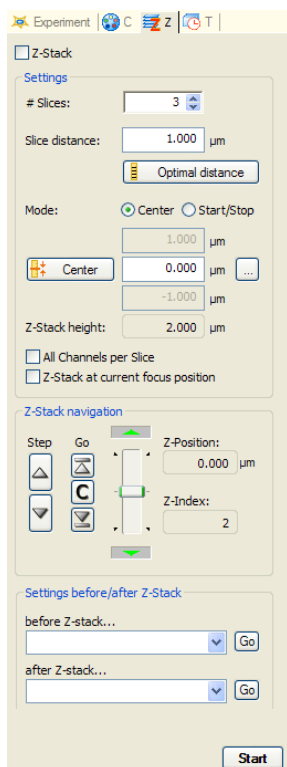 Experiment C Z T
Z-Stack
Settings
# Slices: 3
Slice distance: 1.000 µm
Optimal distance
Mode: Center Start/Stop
1.000 µm
Center 0.000 µm ...
-1.000 µm
Z-Stack height: 2.000 µm
All Channels per Slice
Z-Stack at current focus position
Z-Stack navigation
Step Go Z-Position:
0.000 µm
C
Z-Index:
2
Settings before/after Z-Stack
before Z-stack...
Go
after Z-stack...
Go
Start